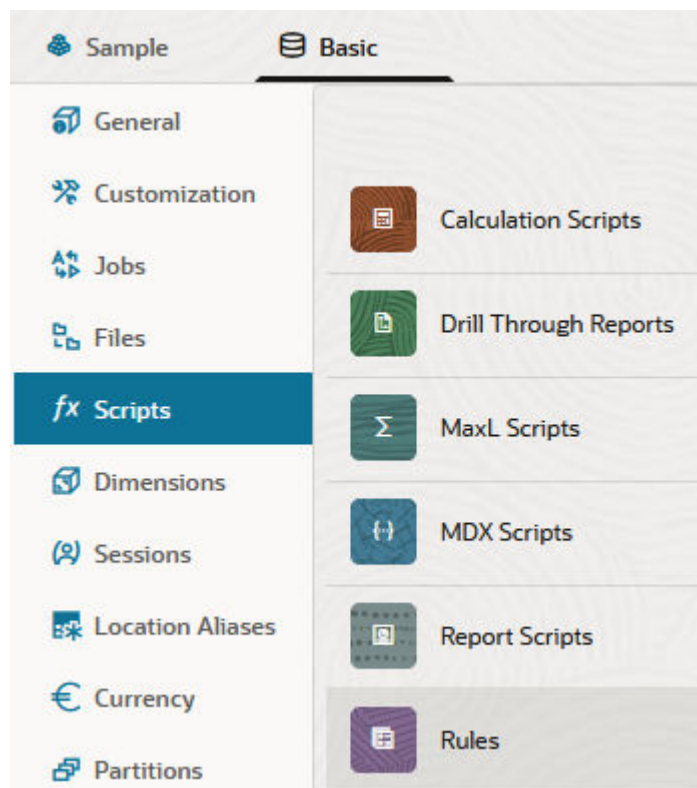 Sample
Basic
General
Customization
Jobs
Files
fx Scripts
Dimensions
Sessions
Location Aliases
Currency
Partitions
Calculation Scripts
Drill Through Reports
MaxL Scripts
MDX Scripts
Report Scripts
Rules